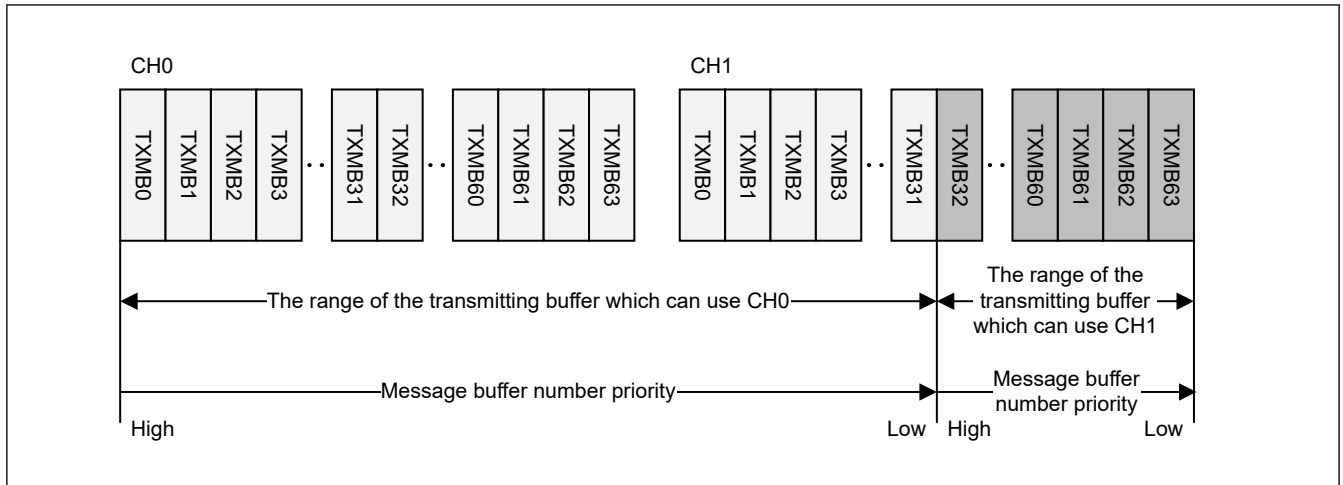 CH0
CH1
TXMB0
TXMB1
TXMB2
TXMB3
..
TXMB31
TXMB32
..
TXMB60
TXMB61
TXMB62
TXMB63
TXMB0
TXMB1
TXMB2
TXMB3
..
TXMB31
TXMB32
..
TXMB60
TXMB61
TXMB62
TXMB63
The range of the transmitting buffer which can use CH0
The range of the
transmitting buffer
which can use CH1
Message buffer number priority
Message buffer
number priority
High
Low
High
Low